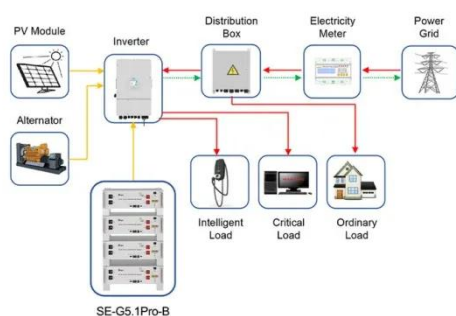 PV Module
Inverter
Distribution
Box
Electricity
Meter
Power
Grid
Alternator
Intelligent
Load
Critical
Load
Ordinary
Load
SE-G5.1Pro-B